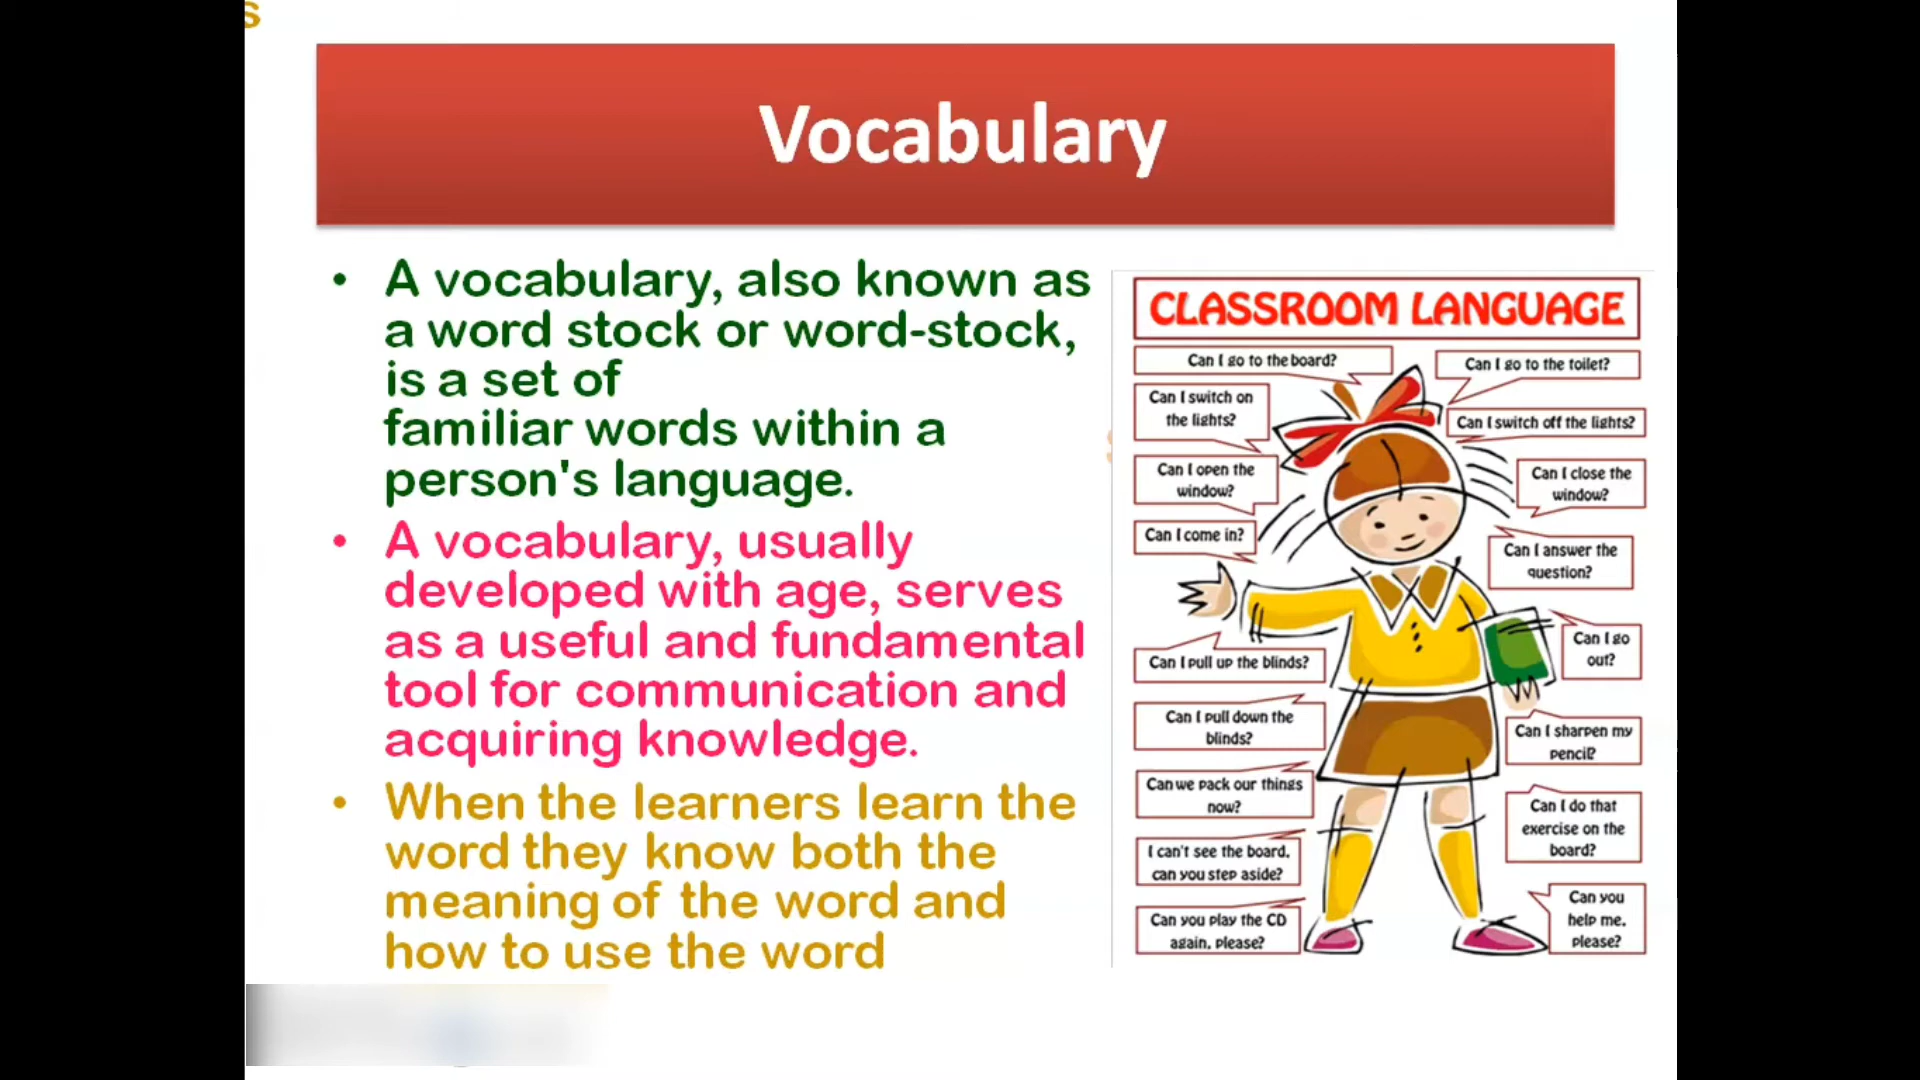 s
Vocabulary
• A vocabulary, also known as
a word stock or word-stock,
is a set of
familiar words within a
person's language.
• A vocabulary, usually
developed with age, serves
as a useful and fundamental
tool for communication and
acquiring knowledge.
• When the learners learn the
word they know both the
meaning of the word and
how to use the word
CLASSROOM LANGUAGE
Can I go to the board?
Can I go to the toilet?
Can I switch on
the lights?
Can I switch off the lights?
Can I open the
window?
Can I close the
window?
Can I come in?
Can I answer the
question?
Can I go
out?
Can I pull up the blinds?
Can I pull down the
blinds?
Can I sharpen my
pencil?
Can we pack our things
now?
Can I do that
exercise on the
board?
I can't see the board,
can you step aside?
Can you
help me,
please?
Can you play the CD
again, please?